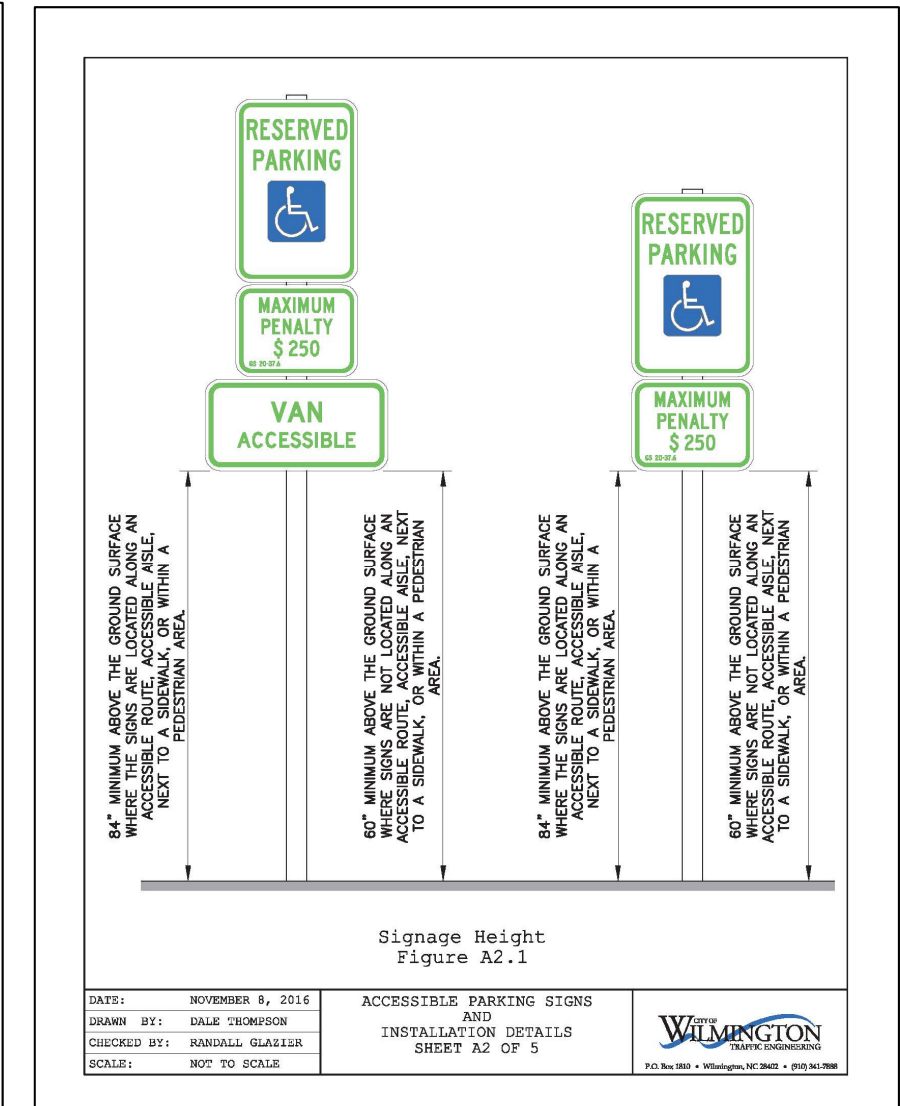 RESERVED
PARKING
MAXIMUM
PENALTY
$ 250
GS 20-37.6
VAN
ACCESSIBLE
RESERVED
PARKING
MAXIMUM
PENALTY
$ 250
GS 20-37.6
84" MINIMUM ABOVE THE GROUND SURFACE
WHERE THE SIGNS ARE LOCATED ALONG AN
ACCESSIBLE ROUTE, ACCESSIBLE AISLE,
NEXT TO A SIDEWALK, OR WITHIN A
PEDESTRIAN AREA.
60" MINIMUM ABOVE THE GROUND SURFACE
WHERE SIGNS ARE NOT LOCATED ALONG AN
ACCESSIBLE ROUTE, ACCESSIBLE AISLE, NEXT
TO A SIDEWALK, OR WITHIN A PEDESTRIAN
AREA.
84" MINIMUM ABOVE THE GROUND SURFACE
WHERE THE SIGNS ARE LOCATED ALONG AN
ACCESSIBLE ROUTE, ACCESSIBLE AISLE,
NEXT TO A SIDEWALK, OR WITHIN A
PEDESTRIAN AREA.
60" MINIMUM ABOVE THE GROUND SURFACE
WHERE SIGNS ARE NOT LOCATED ALONG AN
ACCESSIBLE ROUTE, ACCESSIBLE AISLE, NEXT
TO A SIDEWALK, OR WITHIN A PEDESTRIAN
AREA.
Signage Height
Figure A2.1
DATE: NOVEMBER 8, 2016
DRAWN BY: DALE THOMPSON
CHECKED BY: RANDALL GLAZIER
SCALE: NOT TO SCALE
ACCESSIBLE PARKING SIGNS
AND
INSTALLATION DETAILS
SHEET A2 OF 5
CITY OF
WILMINGTON
TRAFFIC ENGINEERING
P.O. Box 1810 • Wilmington, NC 28402 • (910) 341-7888